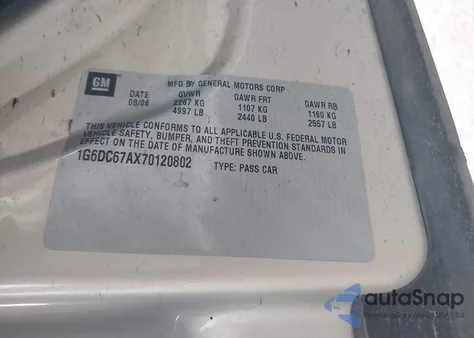 GM
MFD BY GENERAL MOTORS CORP
DATE GVWR GAWR FRT GAWR RR
08/06 2267 KG 1107 KG 1160 KG
4997 LB 2440 LB 2557 LB
THIS VEHICLE CONFORMS TO ALL APPLICABLE U.S. FEDERAL MOTOR
VEHICLE SAFETY, BUMPER, AND THEFT PREVENTION STANDARDS
IN EFFECT ON THE DATE OF MANUFACTURE SHOWN ABOVE.
1G6DC67AX70120802 TYPE: PASS CAR
autoSnap